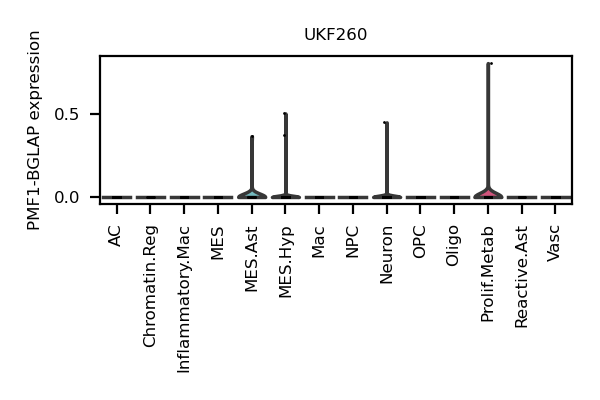 UKF260
PMF1-BGLAP expression
0.5
0.0
AC
Chromatin.Reg
Inflammatory.Mac
MES
MES.Ast
MES.Hyp
Mac
NPC
Neuron
OPC
Oligo
Prolif.Metab
Reactive.Ast
Vasc